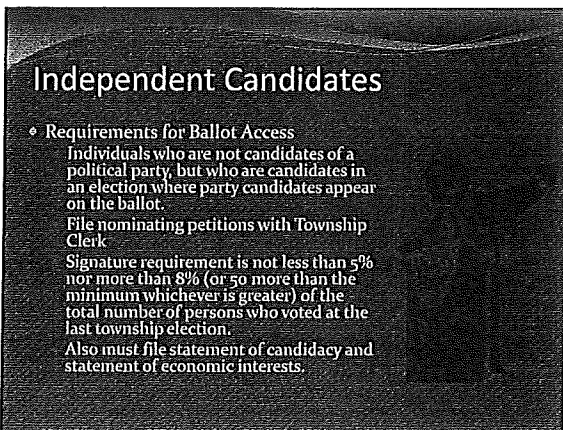 Independent Candidates
Requirements for Ballot Access
Individuals who are not candidates of a
political party, but who are candidates in
an election where party candidates appear
on the ballot.
File nominating petitions with Township
Clerk
Signature requirement is not less than 5%
nor more than 8% (or 50 more than the
minimum whichever is greater) of the
total number of persons who voted at the
last township election.
Also must file statement of candidacy and
statement of economic interests.